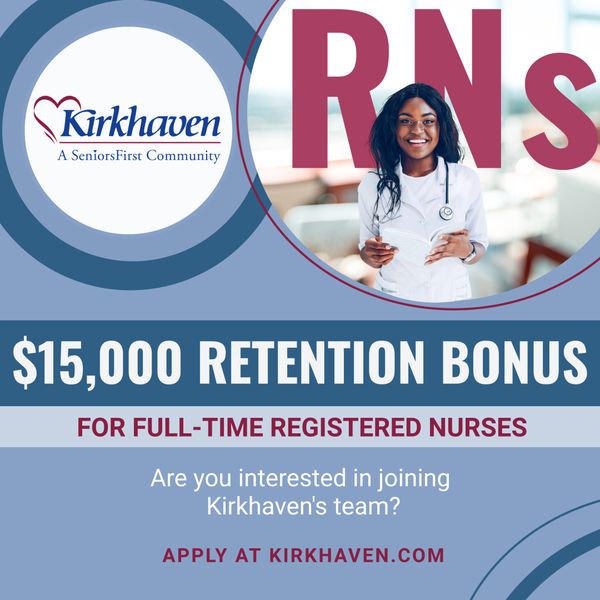 Kirkhaven
A SeniorsFirst Community
RNs
$15,000 RETENTION BONUS
FOR FULL-TIME REGISTERED NURSES
Are you interested in joining
Kirkhaven's team?
APPLY AT KIRKHAVEN.COM